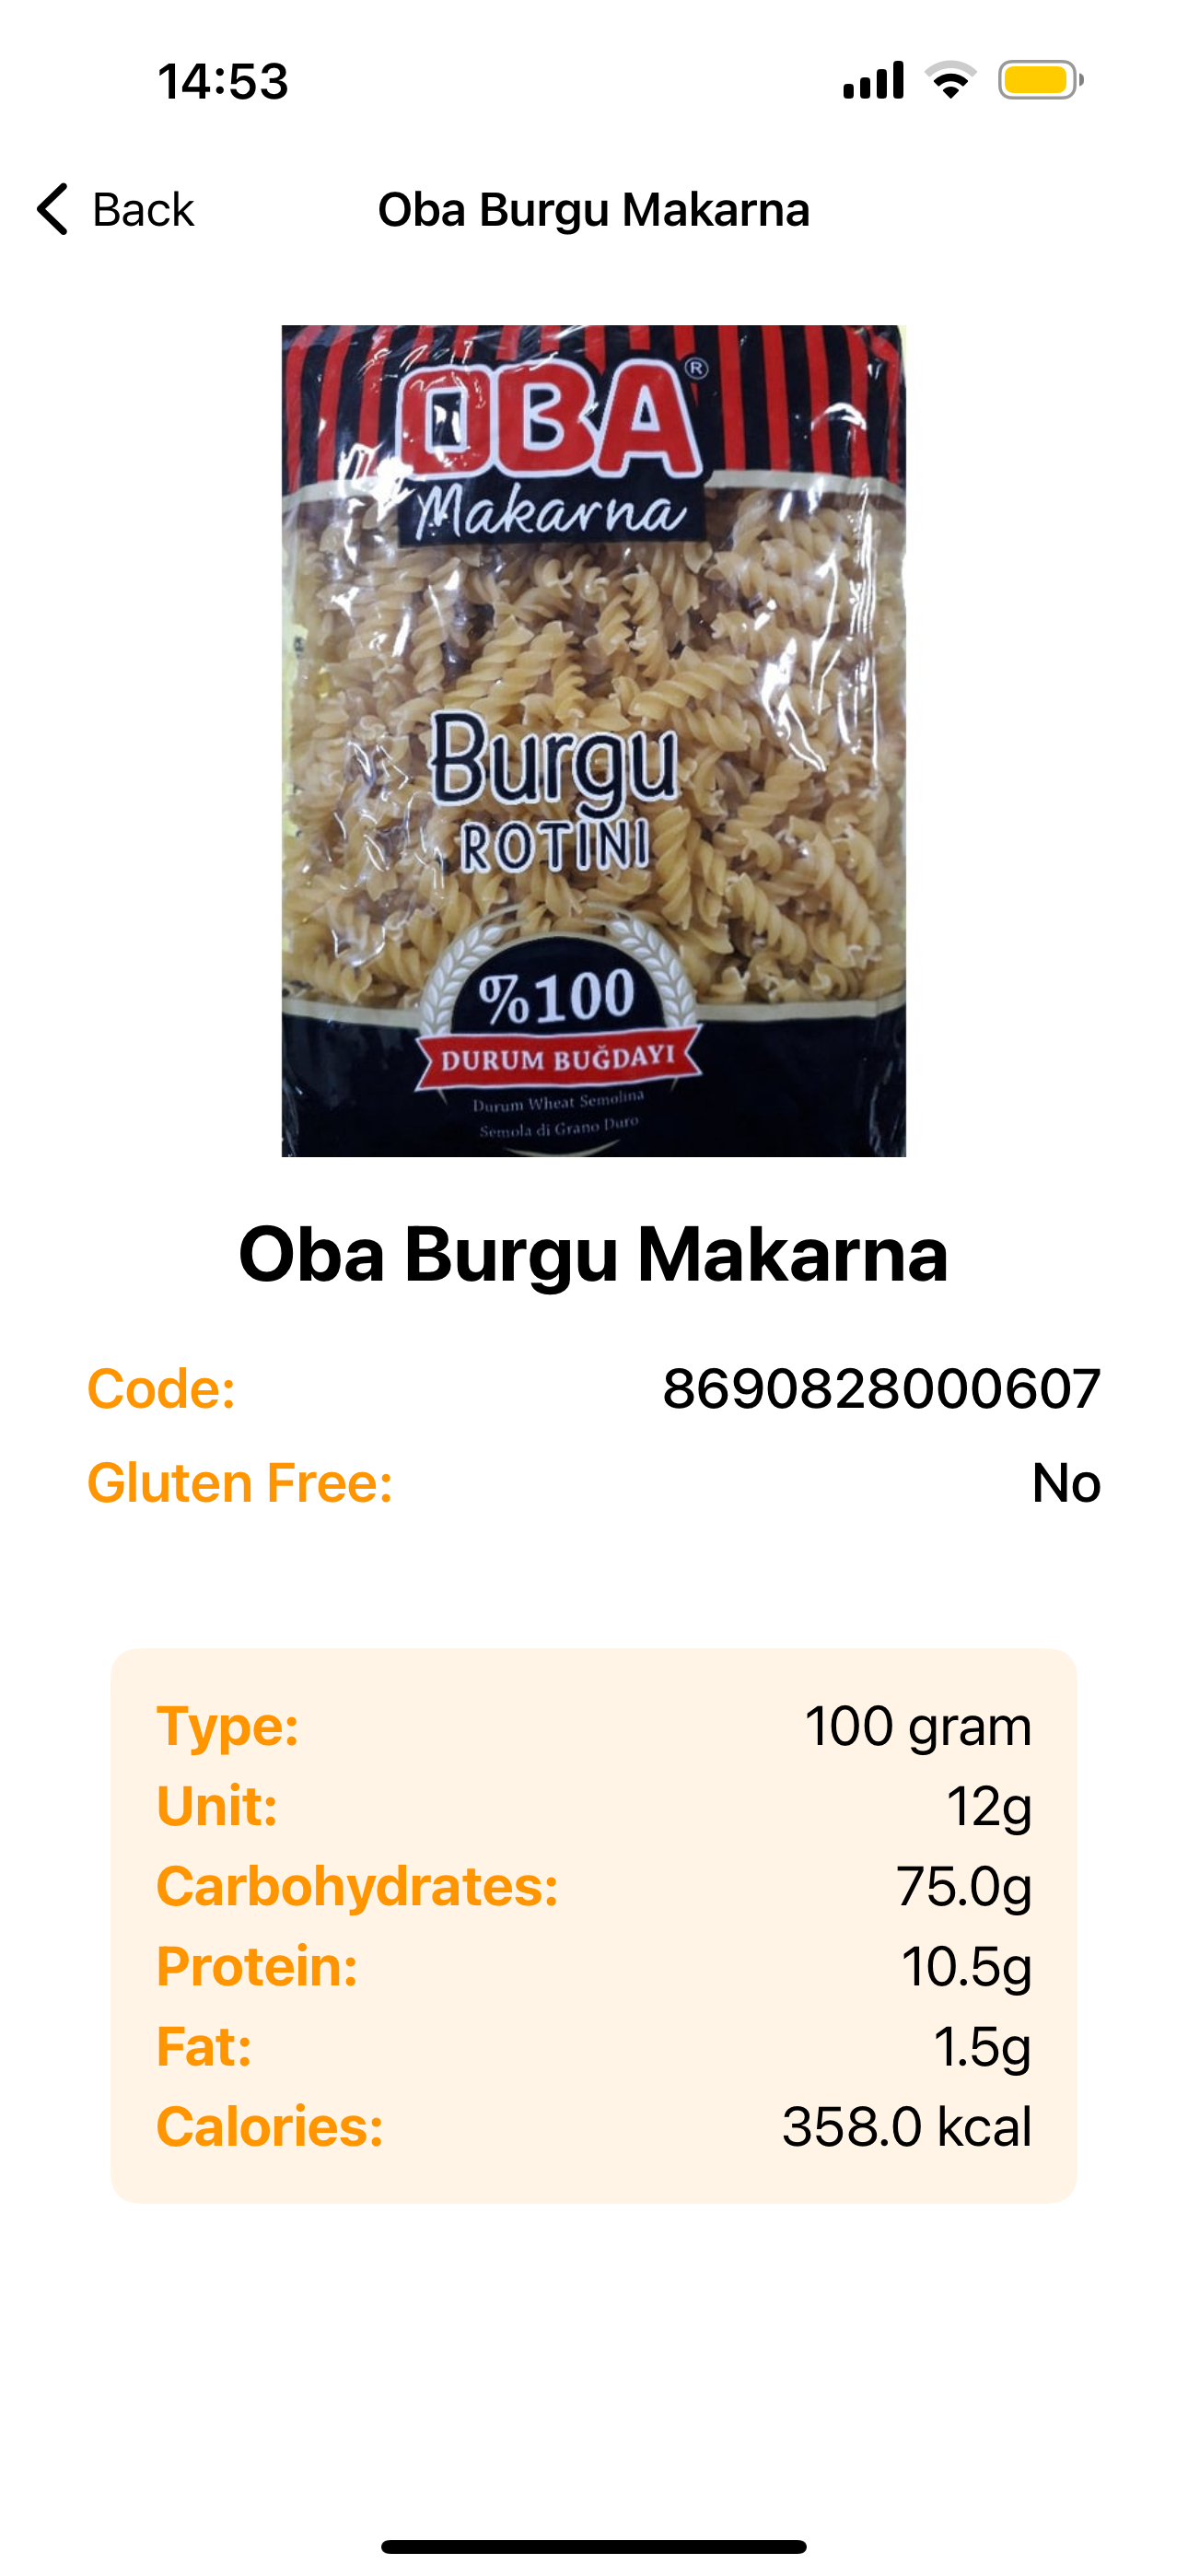 14:53
Back
Oba Burgu Makarna
OBA®
Makarna
Burgu
ROTINI
%100
DURUM BUĞDAYI
Durum Wheat Semolina
Semola di Grano Duro
Oba Burgu Makarna
Code: 8690828000607
Gluten Free: No
Type: 100 gram
Unit: 12g
Carbohydrates: 75.0g
Protein: 10.5g
Fat: 1.5g
Calories: 358.0 kcal